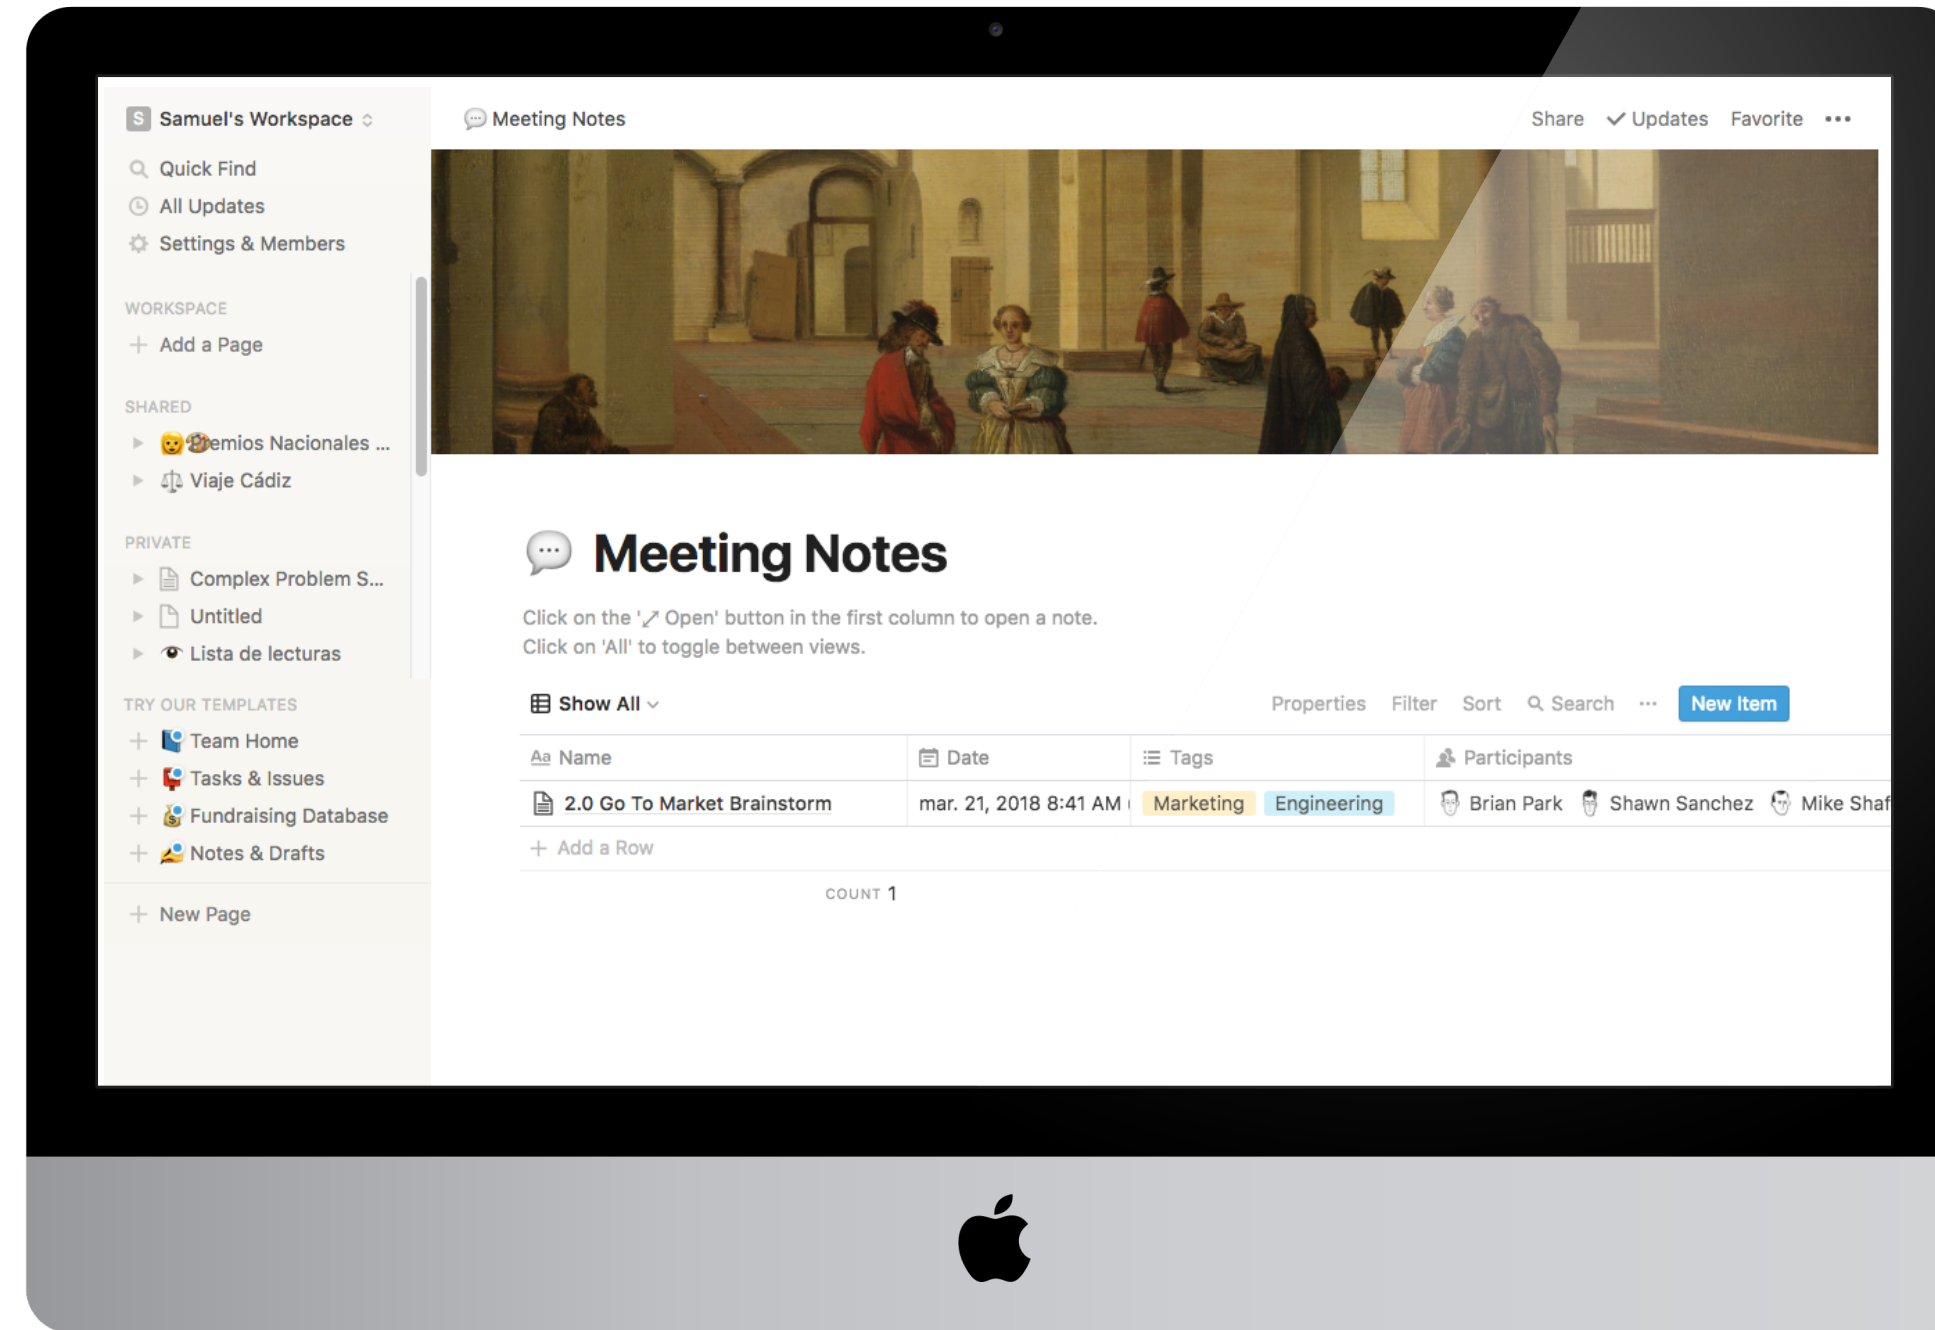 S Samuel's Workspace
Quick Find
All Updates
Settings & Members
WORKSPACE
Add a Page
SHARED
Premios Nacionales ...
Viaje Cádiz
PRIVATE
Complex Problem S...
Untitled
Lista de lecturas
TRY OUR TEMPLATES
Team Home
Tasks & Issues
Fundraising Database
Notes & Drafts
New Page
Meeting Notes
Share Updates Favorite
Meeting Notes
Click on the '⤢ Open' button in the first column to open a note.
Click on 'All' to toggle between views.
Show All
Properties Filter Sort Search ... New Item
Aa Name Date Tags Participants
2.0 Go To Market Brainstorm mar. 21, 2018 8:41 AM Marketing Engineering Brian Park Shawn Sanchez Mike Shaf
Add a Row
COUNT 1